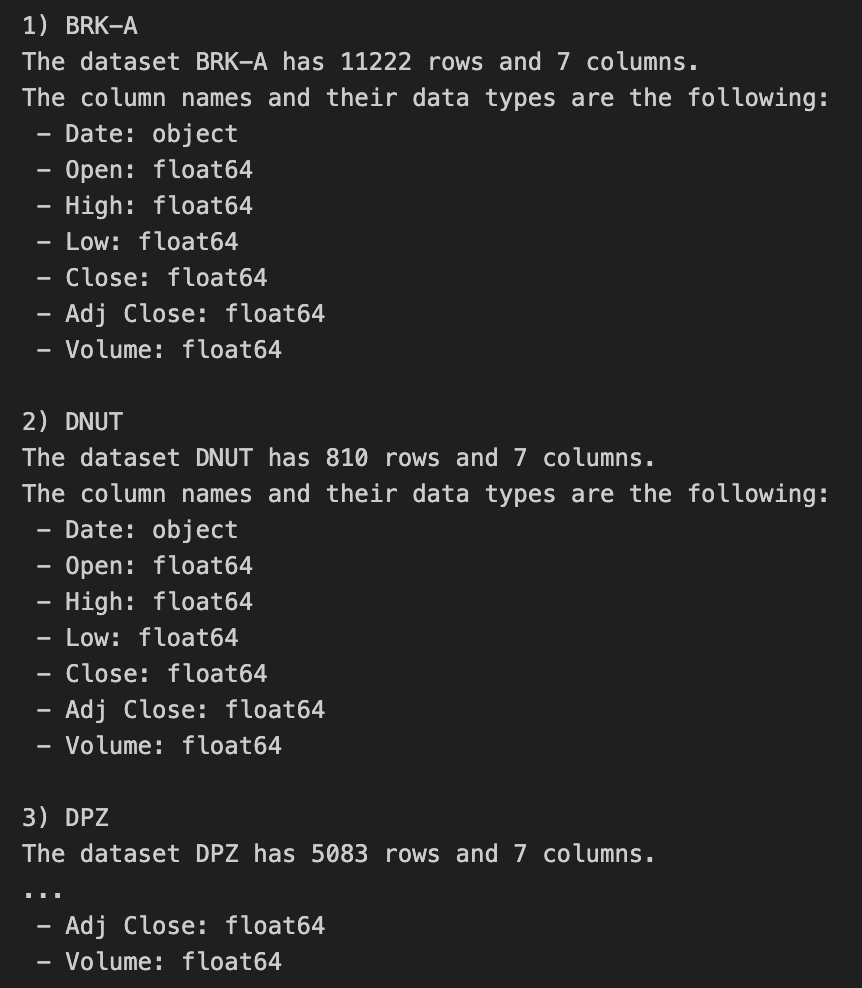 1) BRK-A
The dataset BRK-A has 11222 rows and 7 columns.
The column names and their data types are the following:
 - Date: object
 - Open: float64
 - High: float64
 - Low: float64
 - Close: float64
 - Adj Close: float64
 - Volume: float64

2) DNUT
The dataset DNUT has 810 rows and 7 columns.
The column names and their data types are the following:
 - Date: object
 - Open: float64
 - High: float64
 - Low: float64
 - Close: float64
 - Adj Close: float64
 - Volume: float64

3) DPZ
The dataset DPZ has 5083 rows and 7 columns.
...
 - Adj Close: float64
 - Volume: float64